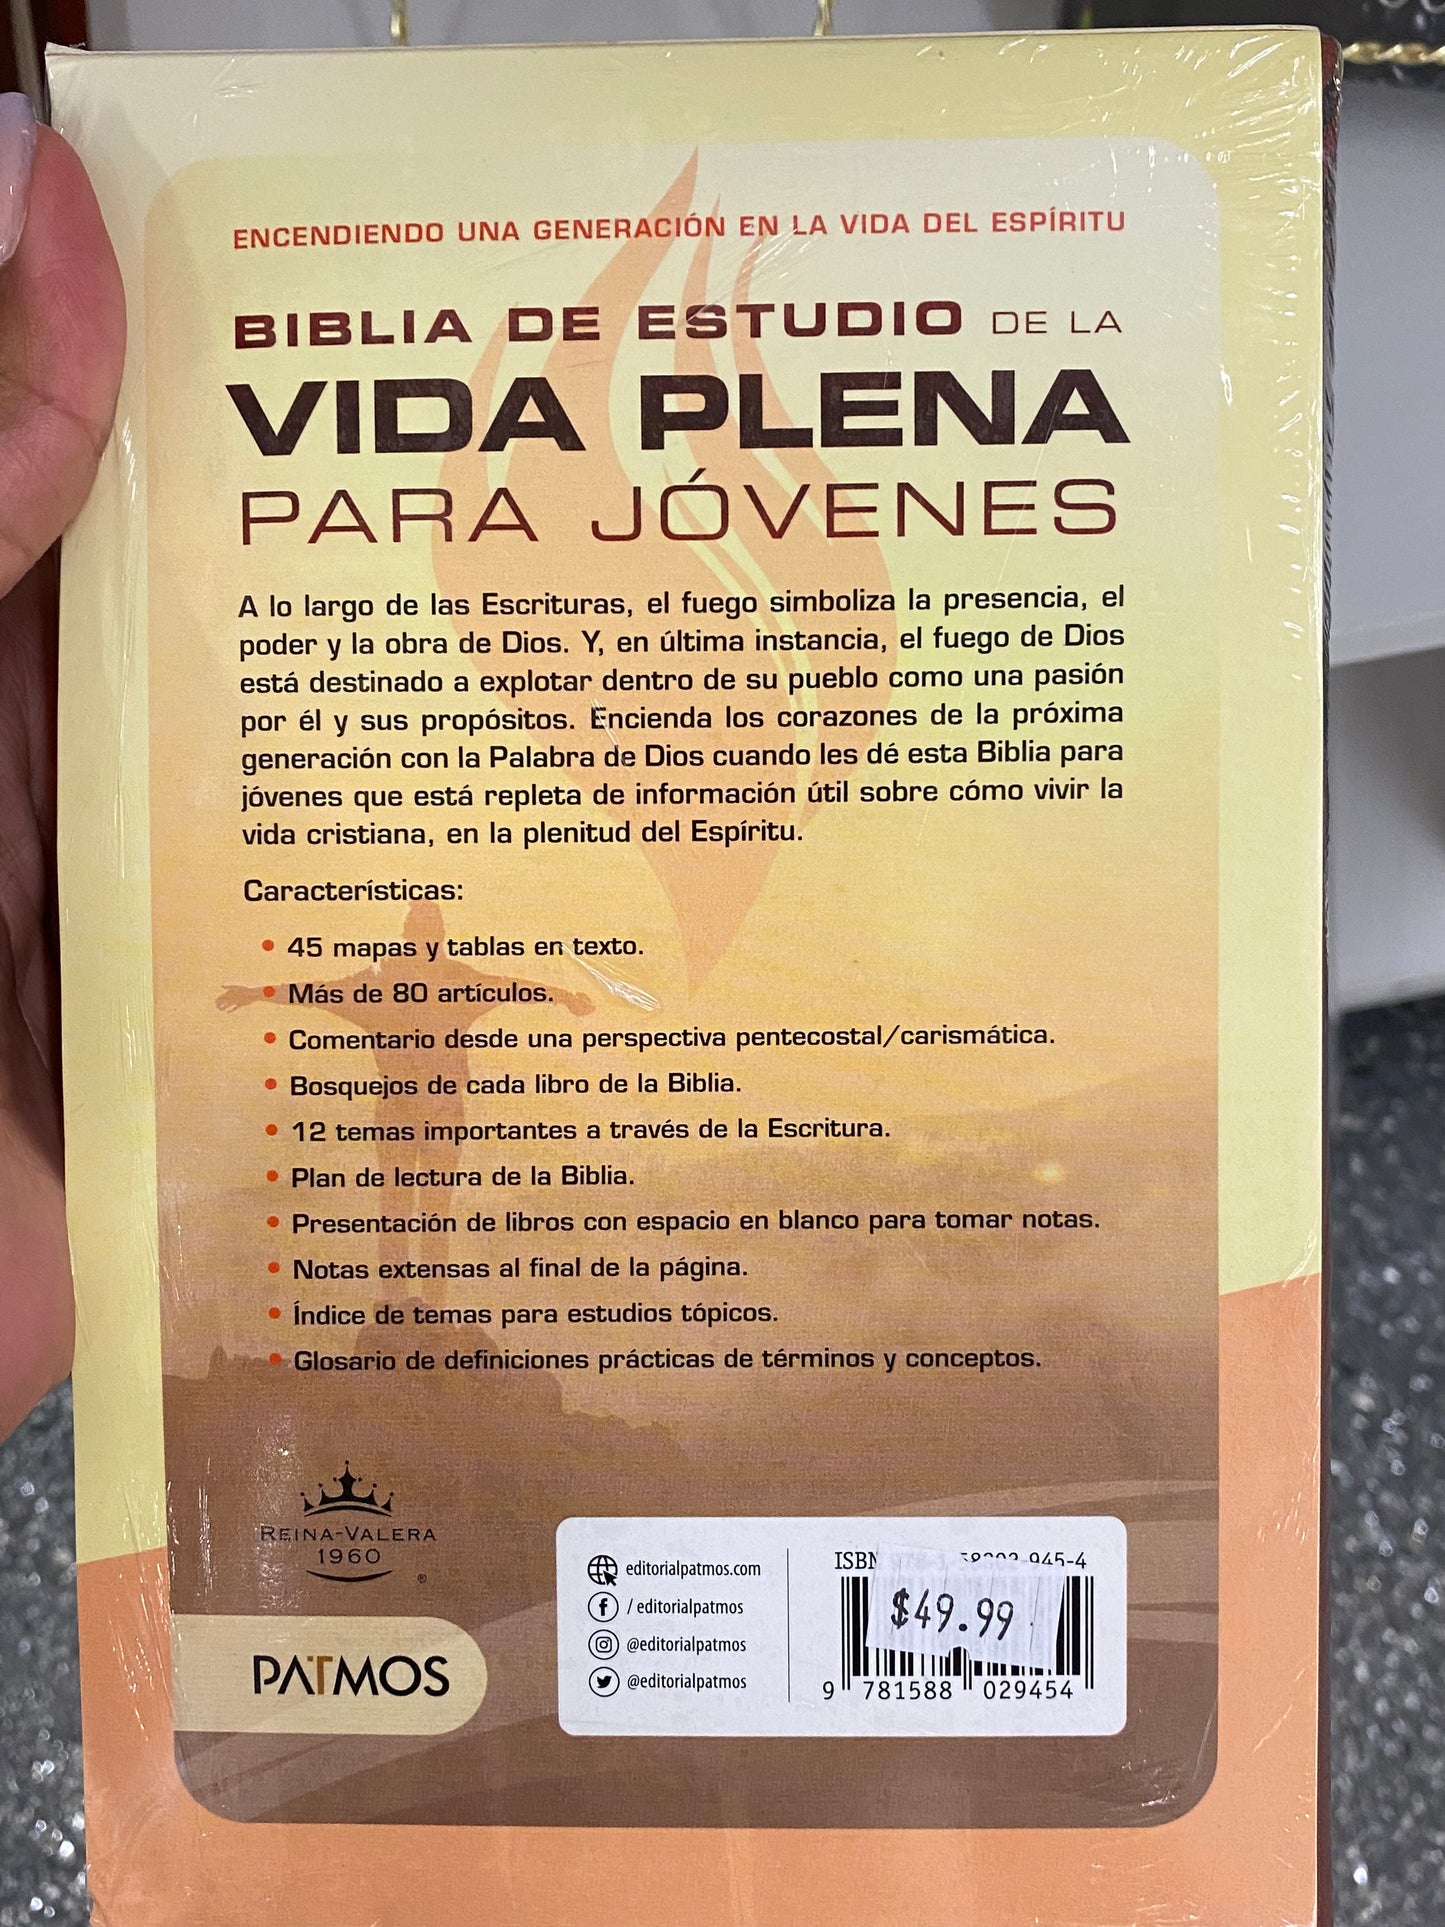 ENCENDIENDO UNA GENERACIÓN EN LA VIDA DEL ESPÍRITU
BIBLIA DE ESTUDIO DE LA
VIDA PLENA
PARA JÓVENES
A lo largo de las Escrituras, el fuego simboliza la presencia, el
poder y la obra de Dios. Y, en última instancia, el fuego de Dios
está destinado a explotar dentro de su pueblo como una pasión
por él y sus propósitos. Encienda los corazones de la próxima
generación con la Palabra de Dios cuando les dé esta Biblia para
jóvenes que está repleta de información útil sobre cómo vivir la
vida cristiana, en la plenitud del Espíritu.
Características:
• 45 mapas y tablas en texto.
• Más de 80 artículos.
• Comentario desde una perspectiva pentecostal/carismática.
• Bosquejos de cada libro de la Biblia.
• 12 temas importantes a través de la Escritura.
• Plan de lectura de la Biblia.
• Presentación de libros con espacio en blanco para tomar notas.
• Notas extensas al final de la página.
• Índice de temas para estudios tópicos.
• Glosario de definiciones prácticas de términos y conceptos.
REINA-VALERA
1960
®
PATMOS
editorialpatmos.com
/ editorialpatmos
@editorialpatmos
@editorialpatmos
ISBN
$49.99
9 781588 029454